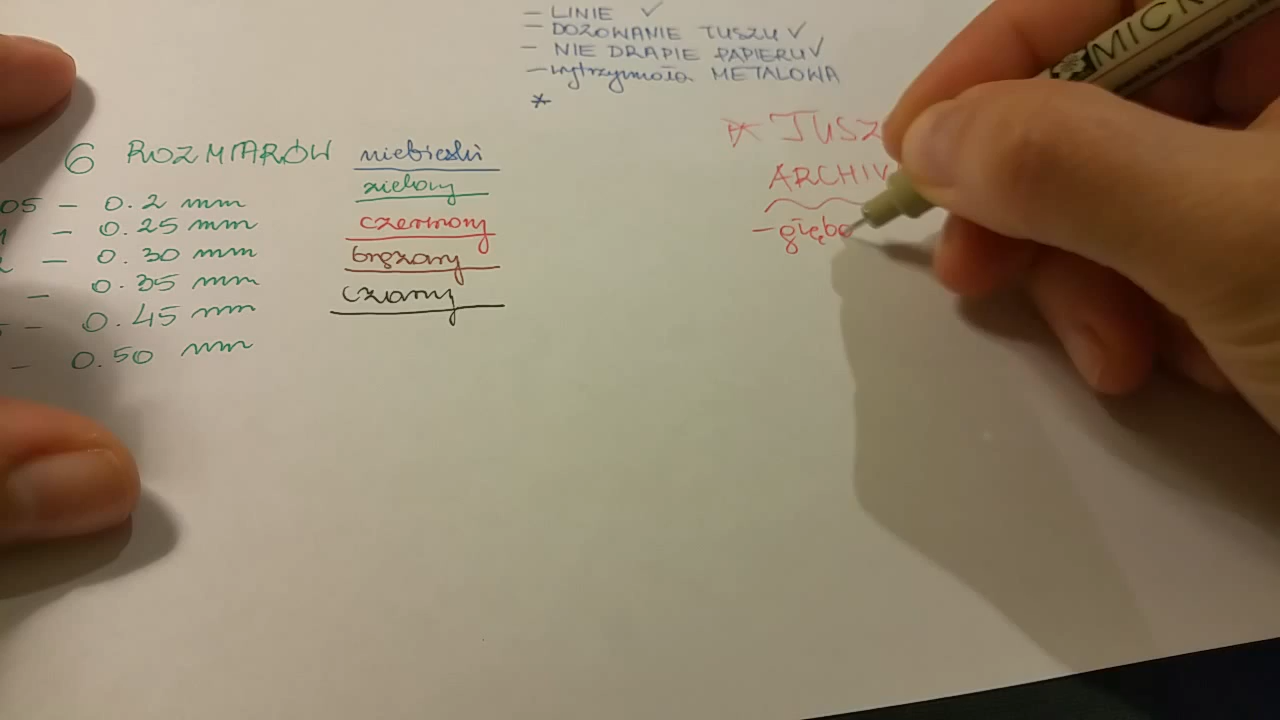 - LINIE ✓
- DOZOWANIE TUSZU ✓
- NIE DRAPIE PAPIERU ✓
- wytrzymała METALOWA
*
MICR
* TUSZ
ARCHIV
- głębo
6 ROZMIARÓW
05 - 0.2 mm
- 0.25 mm
- 0.30 mm
- 0.35 mm
- 0.45 mm
- 0.50 mm
niebieski
zielony
czerwony
brązowy
czarny